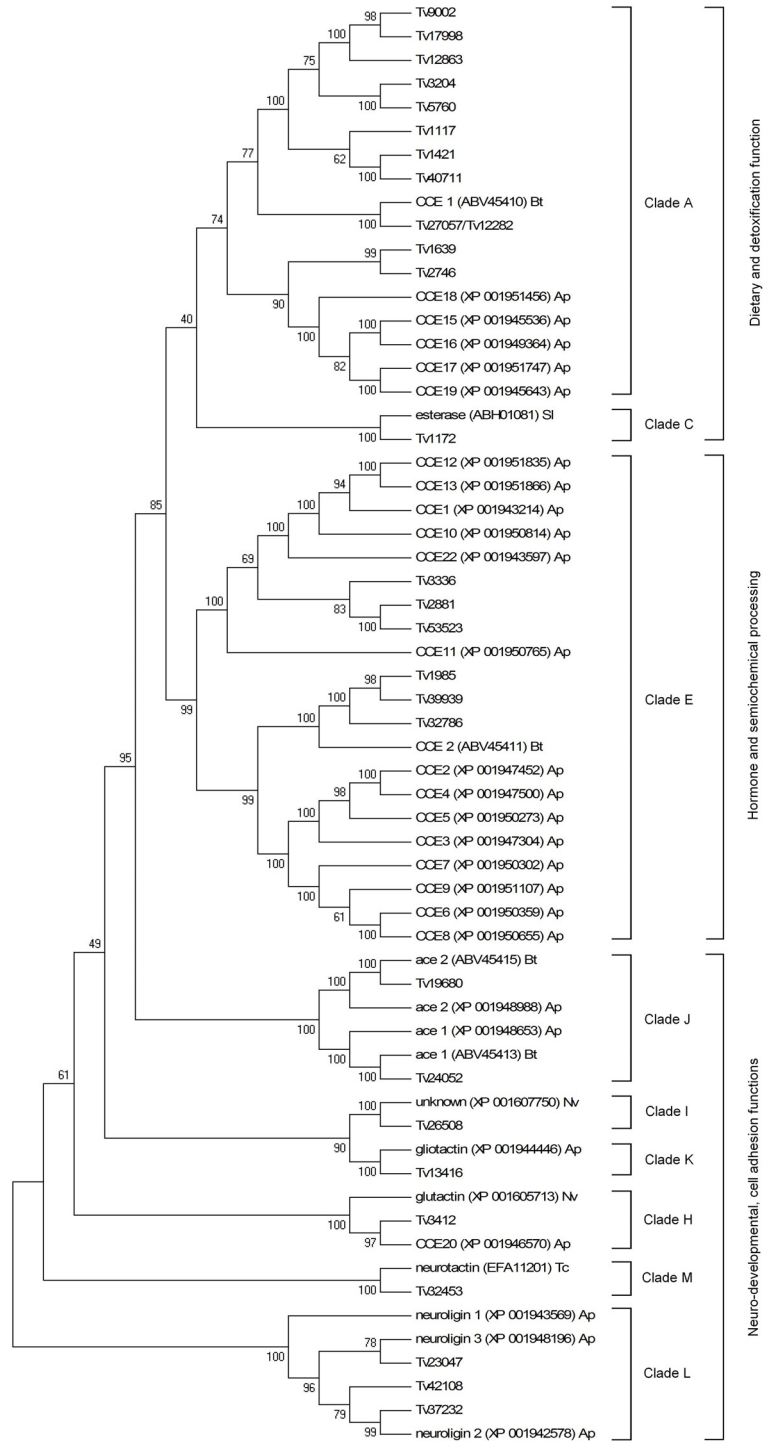 98
Tv9002
100
Tv17998
75
Tv12863
Tv3204
100
100
Tv5760
Tv1117
77
62
Tv1421
100
Tv40711
CCE 1 (ABV45410) Bt
74
100
Tv27057/Tv12282
99
Tv1639
Tv2746
90
CCE18 (XP 001951456) Ap
40
100
100
CCE15 (XP 001945536) Ap
CCE16 (XP 001949364) Ap
82
CCE17 (XP 001951747) Ap
100
CCE19 (XP 001945643) Ap
Clade A
esterase (ABH01081) Sl
100
Tv1172
Clade C
Dietary and detoxification function
85
100
CCE12 (XP 001951835) Ap
94
CCE13 (XP 001951866) Ap
100
CCE1 (XP 001943214) Ap
100
CCE10 (XP 001950814) Ap
69
CCE22 (XP 001943597) Ap
100
Tv3336
83
Tv2881
100
Tv53523
CCE11 (XP 001950765) Ap
99
98
Tv1985
100
Tv39939
100
Tv32786
CCE 2 (ABV45411) Bt
95
99
100
CCE2 (XP 001947452) Ap
98
CCE4 (XP 001947500) Ap
100
CCE5 (XP 001950273) Ap
CCE3 (XP 001947304) Ap
100
CCE7 (XP 001950302) Ap
100
CCE9 (XP 001951107) Ap
61
CCE6 (XP 001950359) Ap
100
CCE8 (XP 001950655) Ap
Clade E
Hormone and semiochemical processing
49
100
ace 2 (ABV45415) Bt
100
Tv19680
ace 2 (XP 001948988) Ap
100
100
ace 1 (XP 001948653) Ap
ace 1 (ABV45413) Bt
100
Tv24052
Clade J
61
100
unknown (XP 001607750) Nv
Tv26508
Clade I
90
gliotactin (XP 001944446) Ap
100
Tv13416
Clade K
glutactin (XP 001605713) Nv
100
Tv3412
97
CCE20 (XP 001946570) Ap
Clade H
neurotactin (EFA11201) Tc
100
Tv32453
Clade M
neuroligin 1 (XP 001943569) Ap
100
78
neuroligin 3 (XP 001948196) Ap
Tv23047
96
Tv42108
79
Tv37232
99
neuroligin 2 (XP 001942578) Ap
Clade L
Neuro-developmental, cell adhesion functions